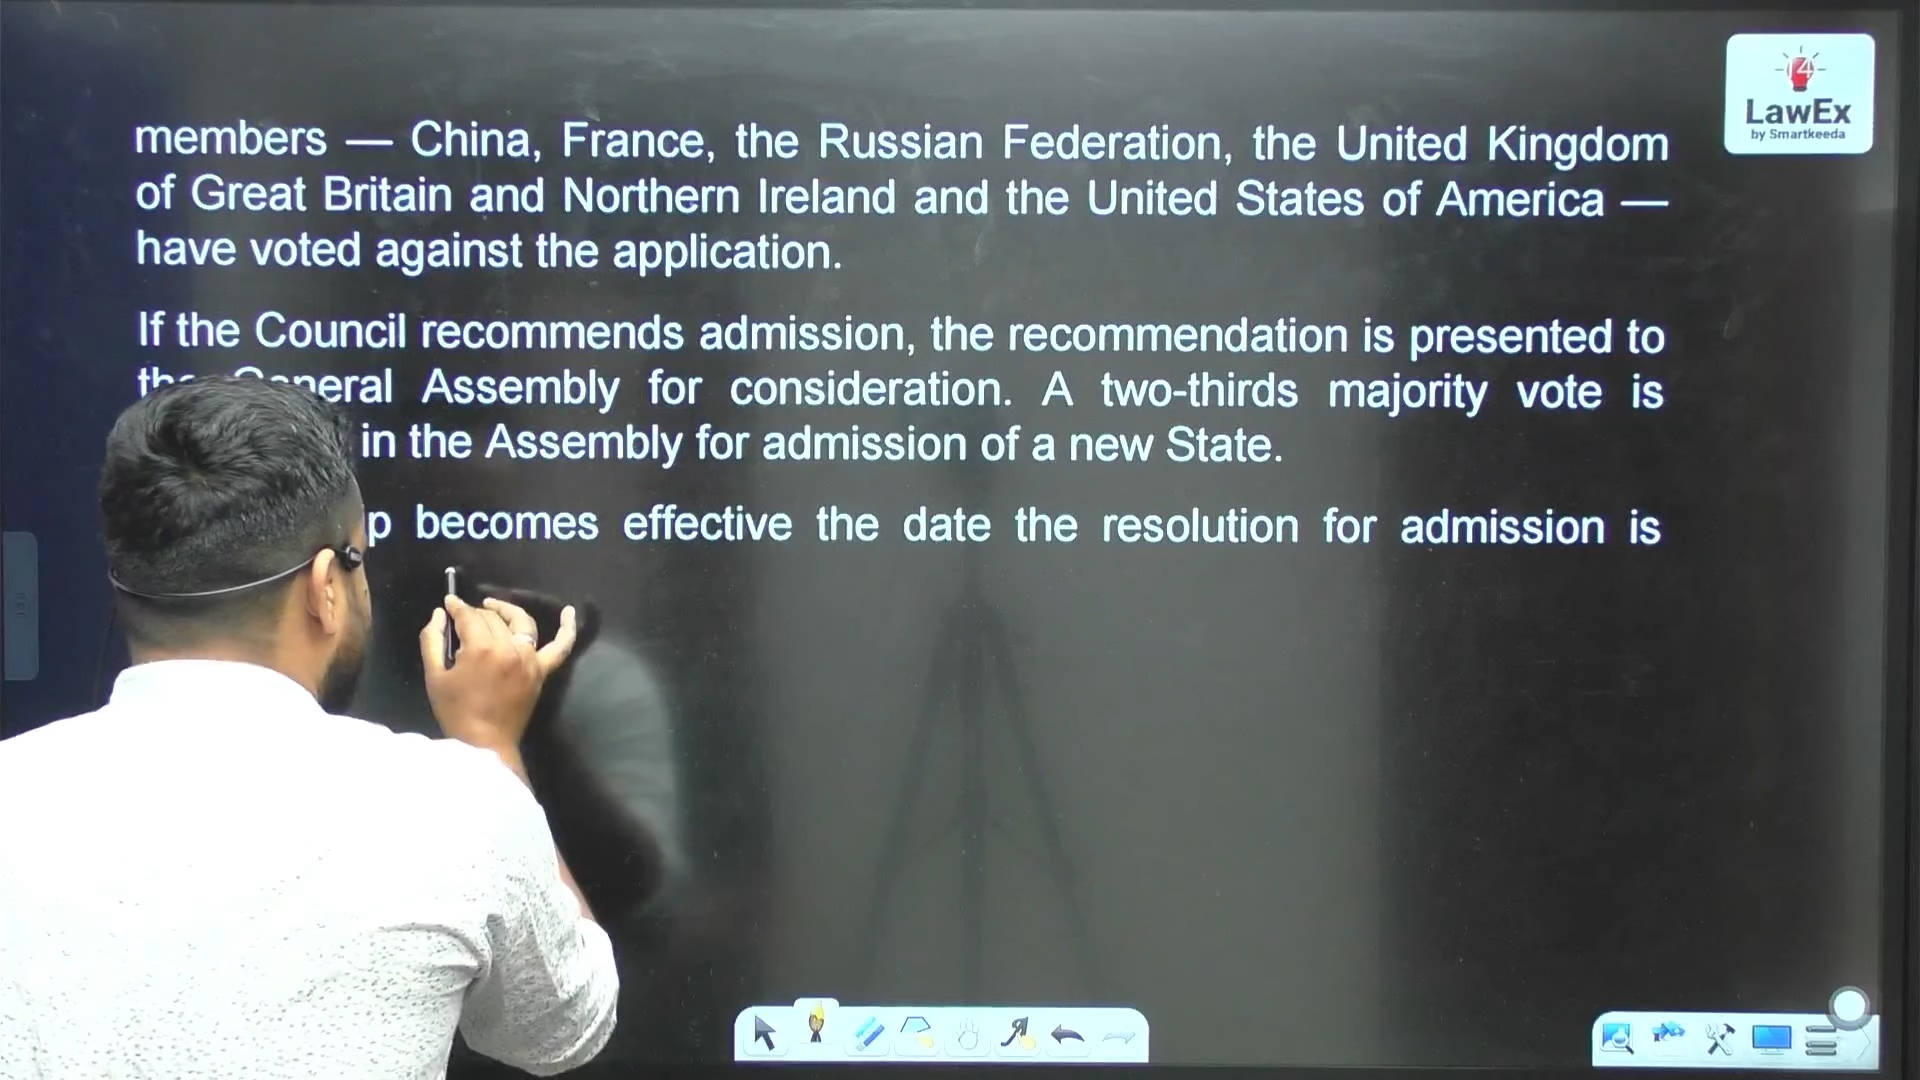 LawEx
by Smartkeeda
members — China, France, the Russian Federation, the United Kingdom
of Great Britain and Northern Ireland and the United States of America —
have voted against the application.
If the Council recommends admission, the recommendation is presented to
Assembly for consideration. A two-thirds majority vote is
in the Assembly for admission of a new State.
becomes effective the date the resolution for admission is